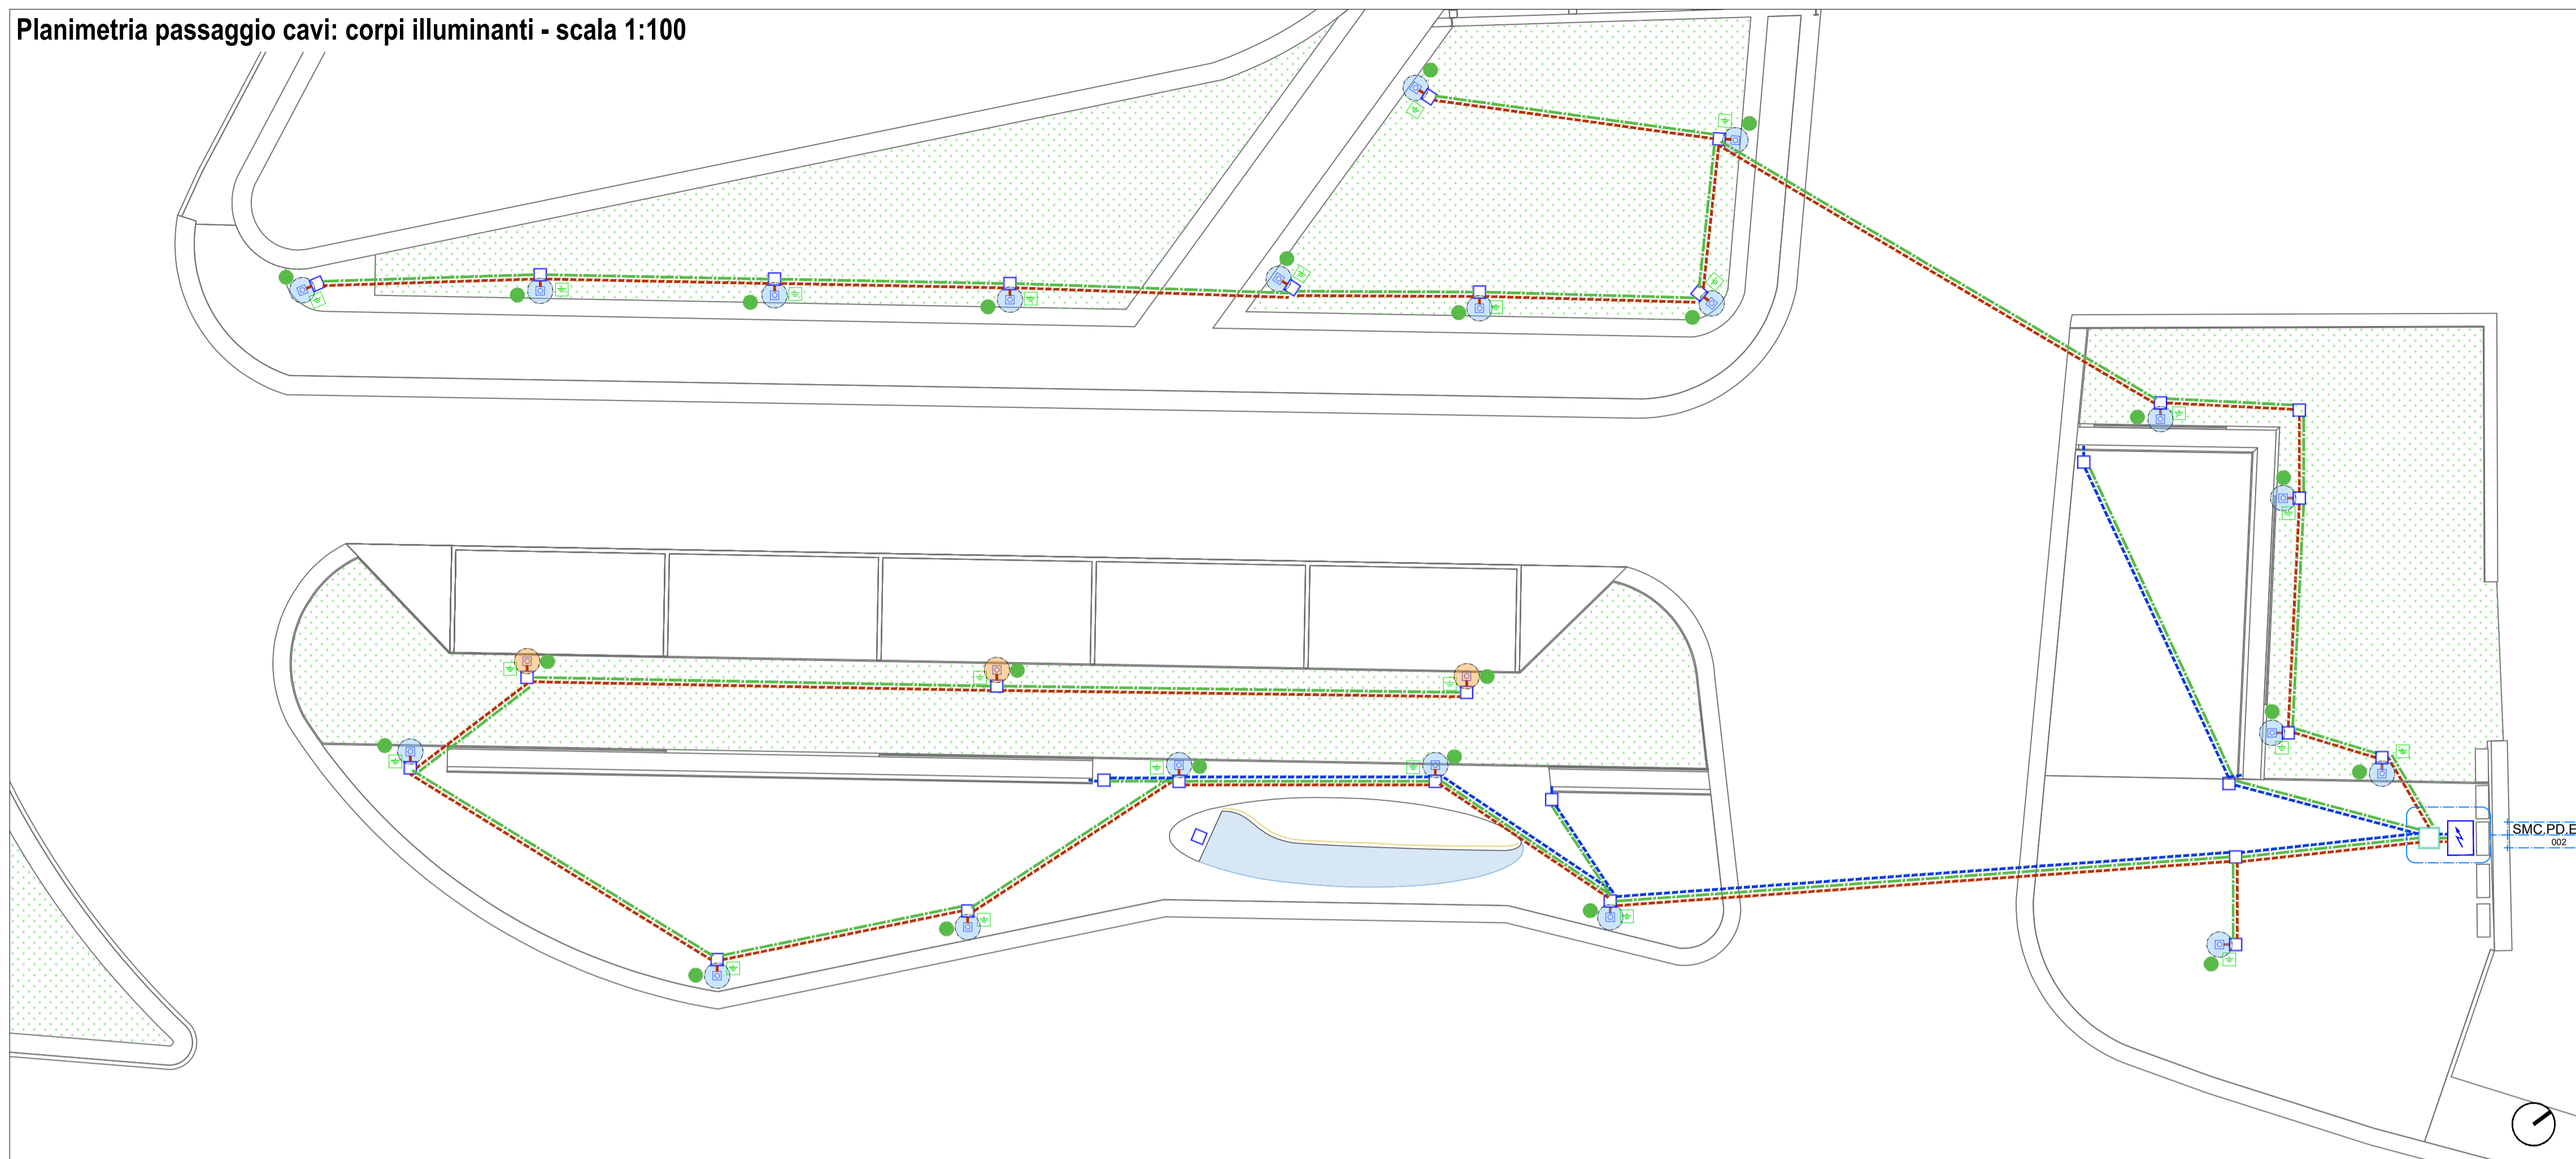 Planimetria passaggio cavi: corpi illuminanti - scala 1:100
SMC.PD.E
002